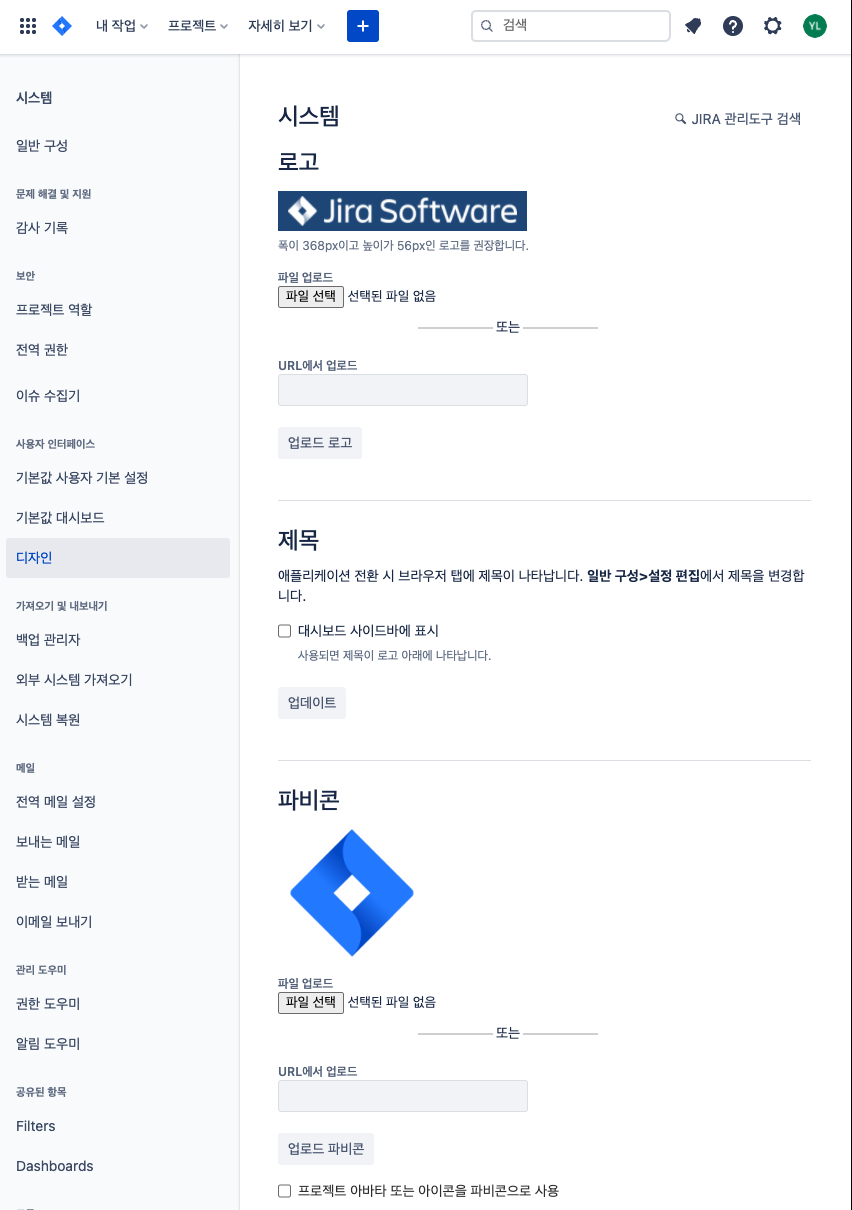 내 작업 프로젝트 자세히 보기 + 검색 YL
시스템
일반 구성
문제 해결 및 지원
감사 기록
보안
프로젝트 역할
전역 권한
이슈 수집기
사용자 인터페이스
기본값 사용자 기본 설정
기본값 대시보드
디자인
가져오기 및 내보내기
백업 관리자
외부 시스템 가져오기
시스템 복원
메일
전역 메일 설정
보내는 메일
받는 메일
이메일 보내기
관리 도우미
권한 도우미
알림 도우미
공유된 항목
Filters
Dashboards
시스템
JIRA 관리도구 검색
로고
Jira Software
폭이 368px이고 높이가 56px인 로고를 권장합니다.
파일 업로드
파일 선택 선택된 파일 없음
또는
URL에서 업로드
업로드 로고
제목
애플리케이션 전환 시 브라우저 탭에 제목이 나타납니다. 일반 구성>설정 편집에서 제목을 변경합
니다.
대시보드 사이드바에 표시
사용되면 제목이 로고 아래에 나타납니다.
업데이트
파비콘
파일 업로드
파일 선택 선택된 파일 없음
또는
URL에서 업로드
업로드 파비콘
프로젝트 아바타 또는 아이콘을 파비콘으로 사용